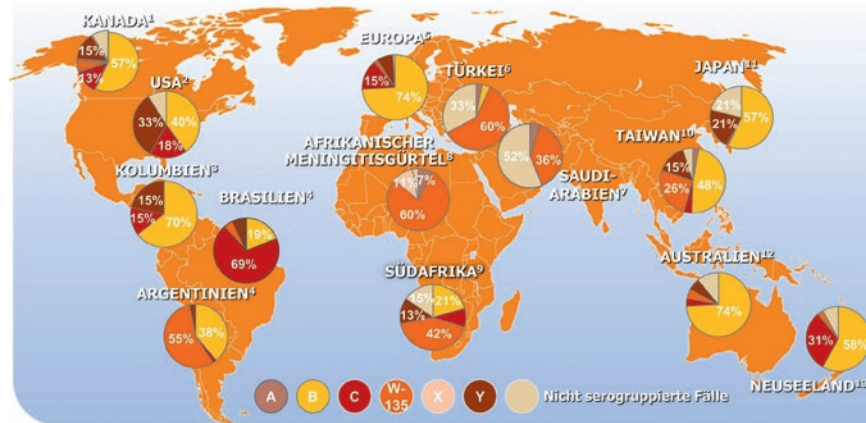 KANADA¹
15%
57%
13%
USA²
33%
40%
18%
KOLUMBIEN³
15%
15%
70%
BRASILIEN⁴
19%
69%
ARGENTINIEN⁴
55%
38%
EUROPA⁵
15%
74%
TÜRKEI⁶
33%
60%
AFRIKANISCHER
MENINGITISGÜRTEL⁸
11%
7%
60%
52%
36%
SAUDI-
ARABIEN⁷
SÜDAFRIKA⁹
15%
21%
13%
42%
JAPAN¹¹
21%
21%
57%
TAIWAN¹⁰
15%
26%
48%
AUSTRALIEN¹²
74%
31%
58%
NEUSEELAND¹³
A
B
C
W-
135
X
Y
Nicht serogruppierte Fälle